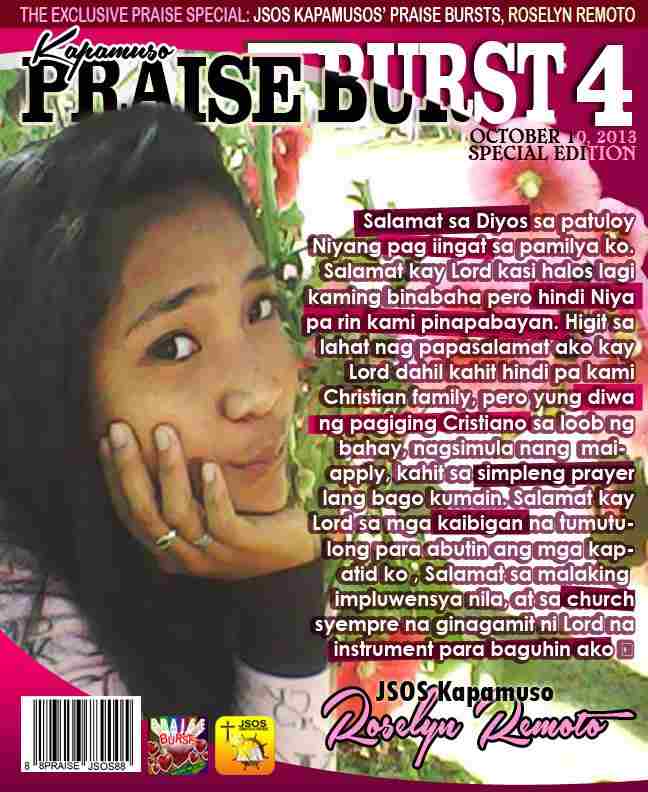 THE EXCLUSIVE PRAISE SPECIAL: JSOS KAPAMUSOS' PRAISE BURSTS, ROSELYN REMOTO
Kapamuso
PRAISE BURST 4
OCTOBER 10, 2013
SPECIAL EDITION
Salamat sa Diyos sa patuloy
Niyang pag iingat sa pamilya ko.
Salamat kay Lord kasi halos lagi
kaming binabaha pero hindi Niya
pa rin kami pinapabayan. Higit sa
lahat nag papasalamat ako kay
Lord dahil kahit hindi pa kami
Christian family, pero yung diwa
ng pagiging Cristiano sa loob ng
bahay, nagsimula nang mai-
apply, kahit sa simpleng prayer
lang bago kumain. Salamat kay
Lord sa mga kaibigan na tumutu-
long para abutin ang mga kap-
atid ko , Salamat sa malaking
impluwensya nila, at sa church
syempre na ginagamit ni Lord na
instrument para baguhin ako
JSOS Kapamuso
Roselyn Remoto
8 8PRAISE JSOS88
PRAISE
BURST
JSOS